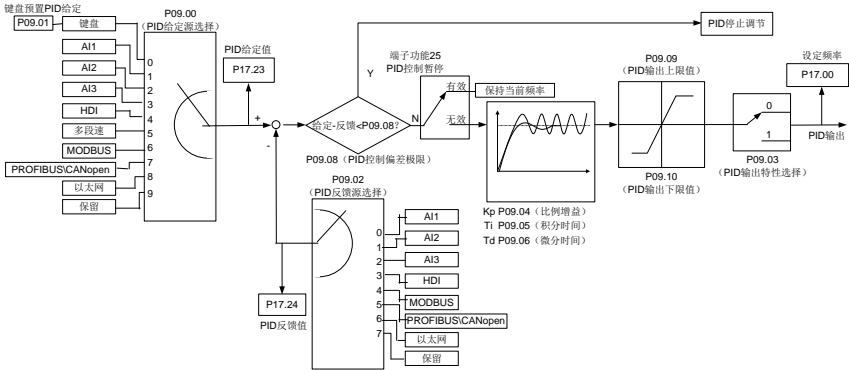 键盘预置PID给定
P09.01
键盘
AI1
AI2
AI3
HDI
多段速
MODBUS
PROFIBUS\CANopen
以太网
保留
P09.00
（PID给定源选择）
0
1
2
3
4
5
6
7
8
9
PID给定值
P17.23
+
-
给定-反馈<P09.08?
Y
N
P09.08（PID控制偏差极限）
PID停止调节
端子功能25
PID控制暂停
有效
无效
保持当前频率
Kp P09.04（比例增益）
Ti P09.05（积分时间）
Td P09.06（微分时间）
P09.09
（PID输出上限值）
P09.10
（PID输出下限值）
0
1
P09.03
（PID输出特性选择）
设定频率
P17.00
PID输出
P09.02
（PID反馈源选择）
0
1
2
3
4
5
6
7
AI1
AI2
AI3
HDI
MODBUS
PROFIBUS\CANopen
以太网
保留
P17.24
PID反馈值